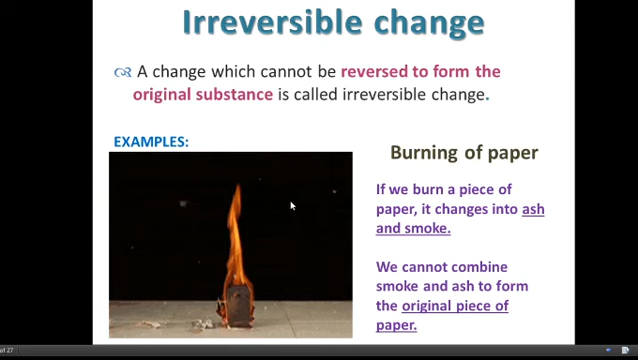 Irreversible change
A change which cannot be reversed to form the
original substance is called irreversible change.
EXAMPLES:
Burning of paper
If we burn a piece of
paper, it changes into ash
and smoke.
We cannot combine
smoke and ash to form
the original piece of
paper.
of 27